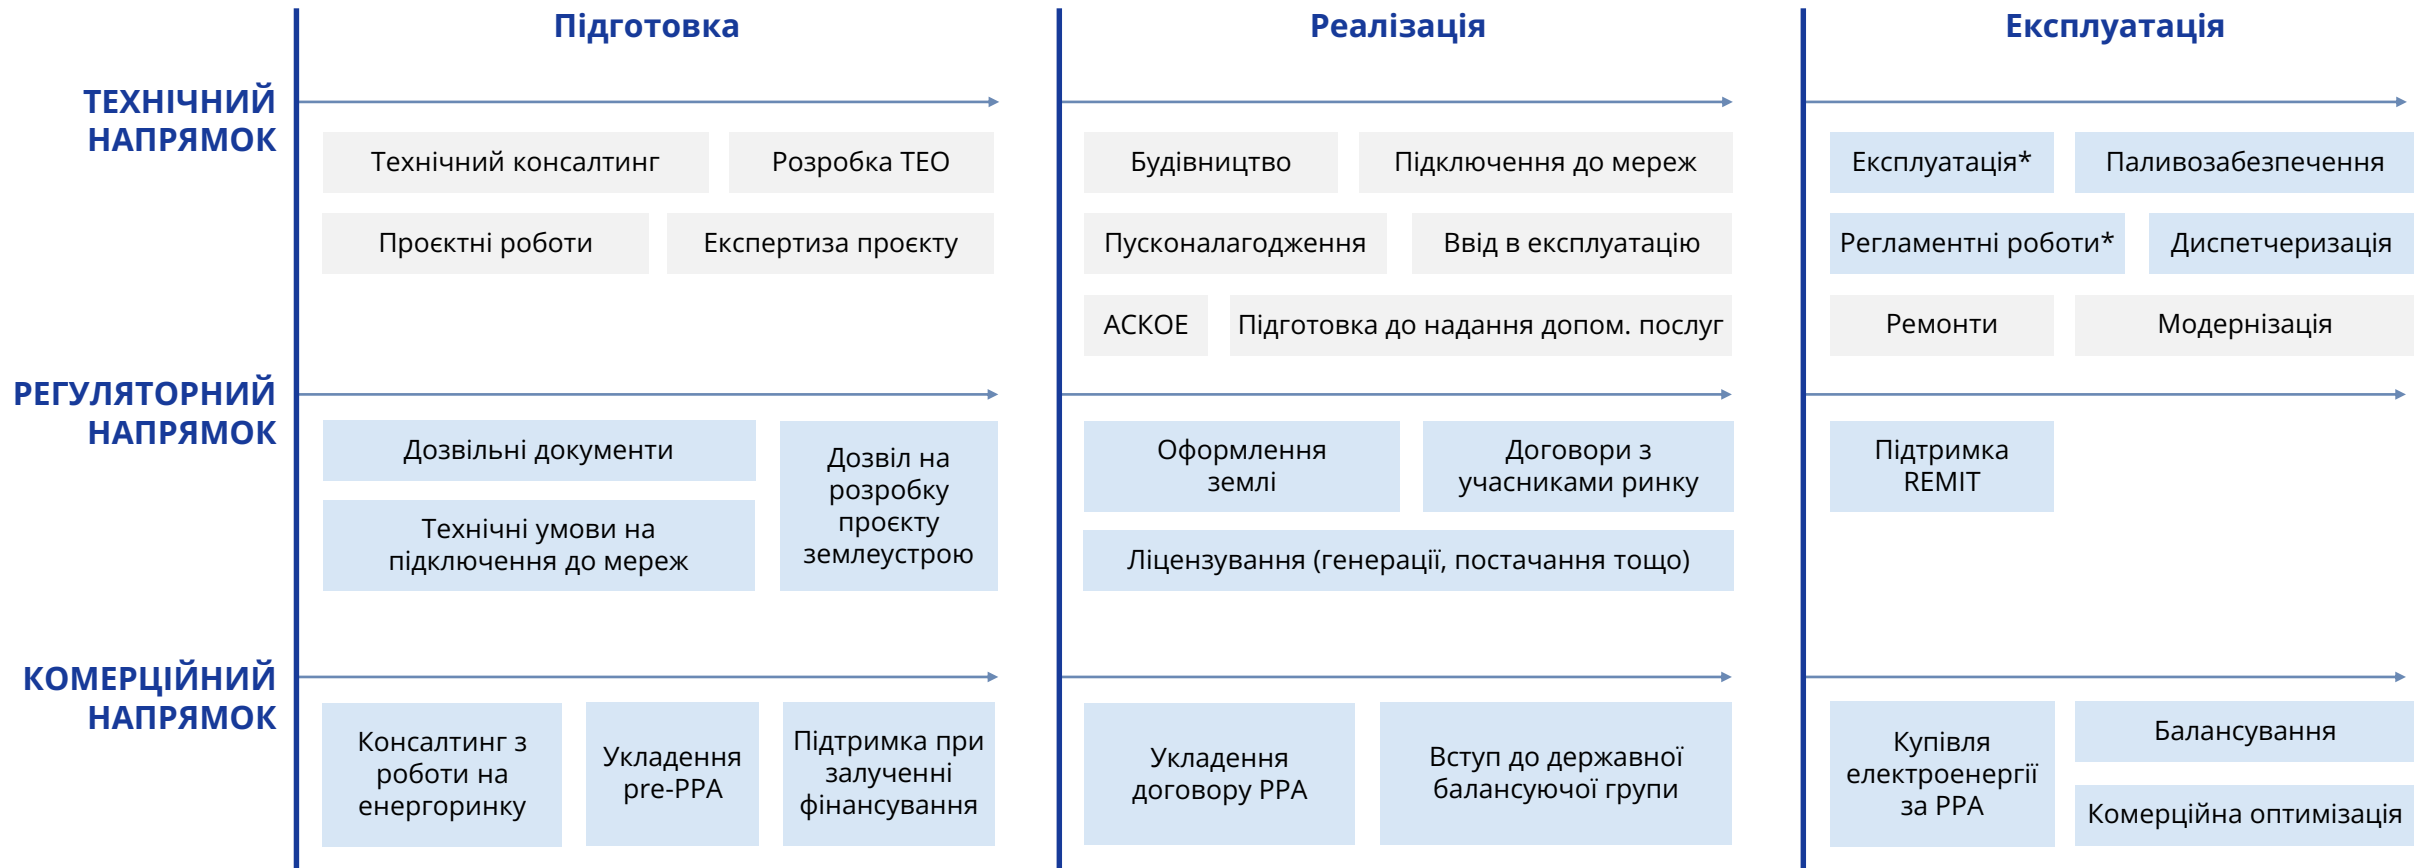 Підготовка
Реалізація
Експлуатація
ТЕХНІЧНИЙ
НАПРЯМОК
Технічний консалтинг
Розробка ТЕО
Проєктні роботи
Експертиза проєкту
Будівництво
Підключення до мереж
Пусконалагодження
Ввід в експлуатацію
АСКОЕ
Підготовка до надання допом. послуг
Експлуатація*
Паливозабезпечення
Регламентні роботи*
Диспетчеризація
Ремонти
Модернізація
РЕГУЛЯТОРНИЙ
НАПРЯМОК
Дозвільні документи
Технічні умови на
підключення до мереж
Дозвіл на
розробку
проєкту
землеустрою
Оформлення
землі
Договори з
учасниками ринку
Ліцензування (генерації, постачання тощо)
Підтримка
REMIT
КОМЕРЦІЙНИЙ
НАПРЯМОК
Консалтинг з
роботи на
енергоринку
Укладення
pre-PPA
Підтримка при
залученні
фінансування
Укладення
договору PPA
Вступ до державної
балансуючої групи
Купівля
електроенергії
за PPA
Балансування
Комерційна оптимізація